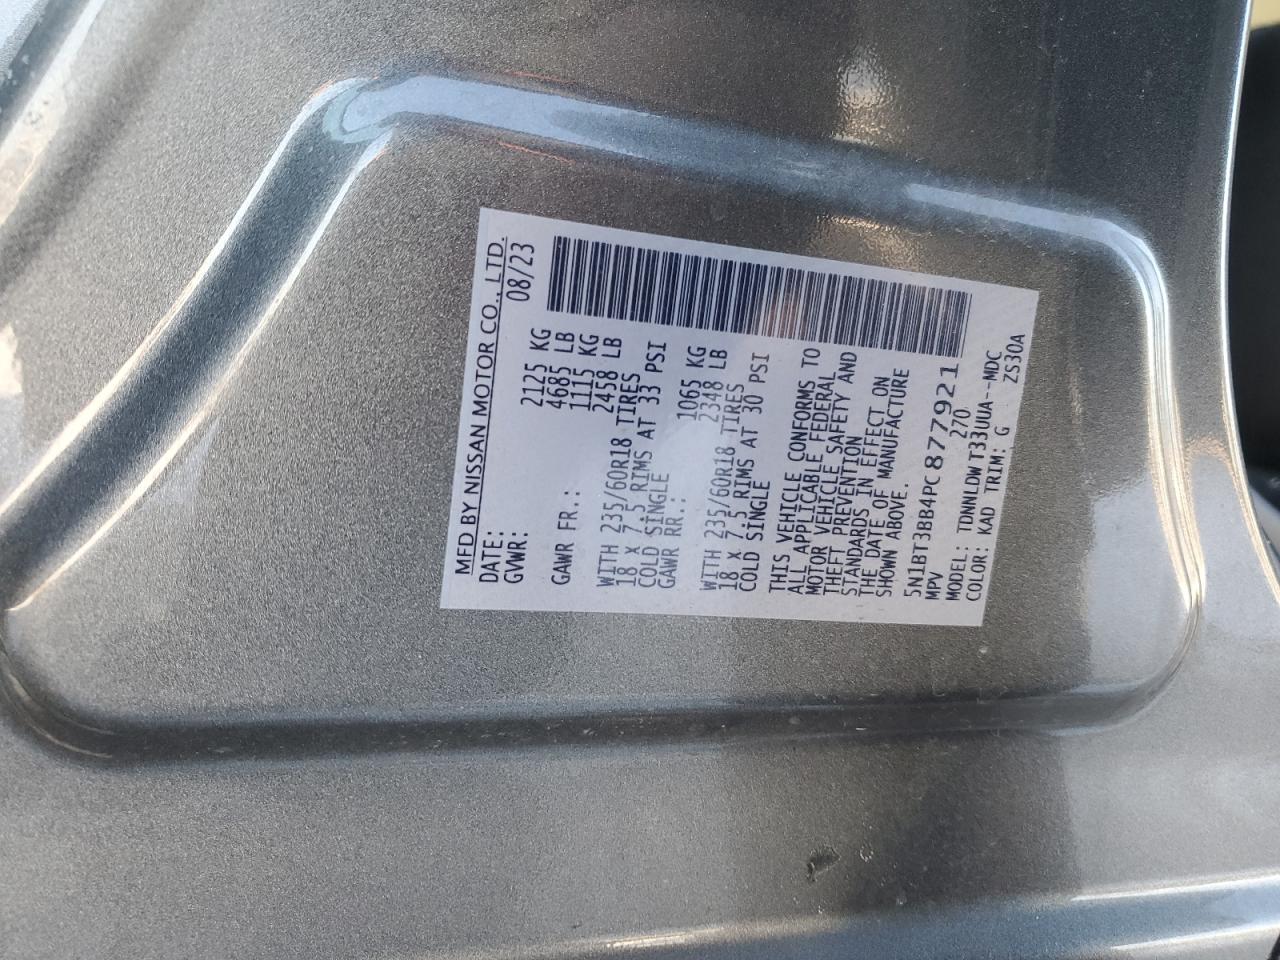 MFD BY NISSAN MOTOR CO., LTD.
DATE: 08/23
GVWR: 2125 KG
4685 LB
GAWR FR.: 1115 KG
2458 LB
WITH 235/60R18 TIRES
18 X 7.5 RIMS AT 33 PSI
COLD SINGLE
GAWR RR.: 1065 KG
2348 LB
WITH 235/60R18 TIRES
18 X 7.5 RIMS AT 30 PSI
COLD SINGLE
THIS VEHICLE CONFORMS TO
ALL APPLICABLE FEDERAL
MOTOR VEHICLE SAFETY AND
THEFT PREVENTION
STANDARDS IN EFFECT ON
THE DATE OF MANUFACTURE
SHOWN ABOVE.
5N1BT3BB4PC877921
MPV 270
MODEL: TDNNLDWT33UUA--MDC
COLOR: KAD TRIM: G ZS30A